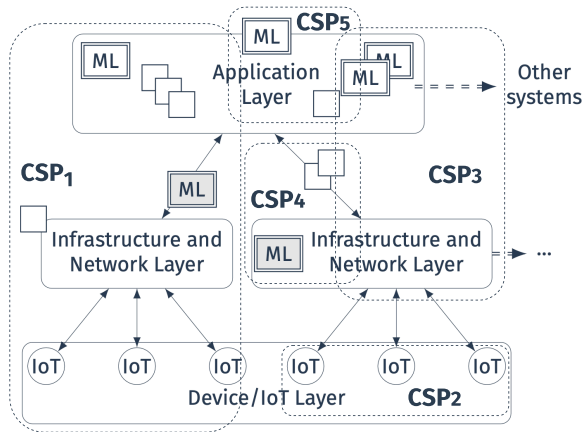 CSP5
ML
ML
ML
ML
Application
Layer
Other
systems
CSP1
ML
CSP4
CSP3
Infrastructure and
Network Layer
ML
Infrastructure and
Network Layer
...
IoT
IoT
IoT
IoT
IoT
IoT
Device/IoT Layer
CSP2